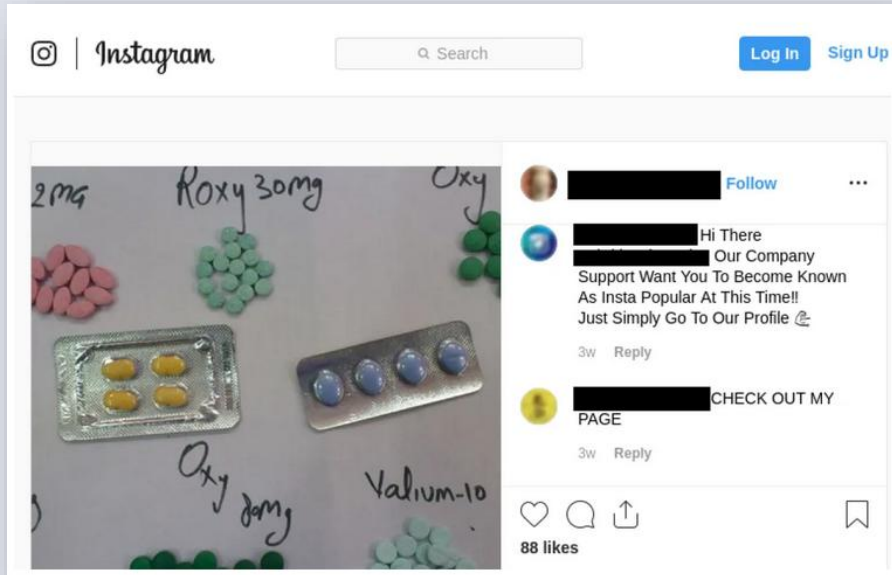 Instagram
Search
Log In
Sign Up
2mg
Roxy 30mg
Oxy
Oxy
Valium-10
Follow
Hi There
Our Company
Support Want You To Become Known
As Insta Popular At This Time!!
Just Simply Go To Our Profile 💪
3w Reply
CHECK OUT MY
PAGE
3w Reply
88 likes